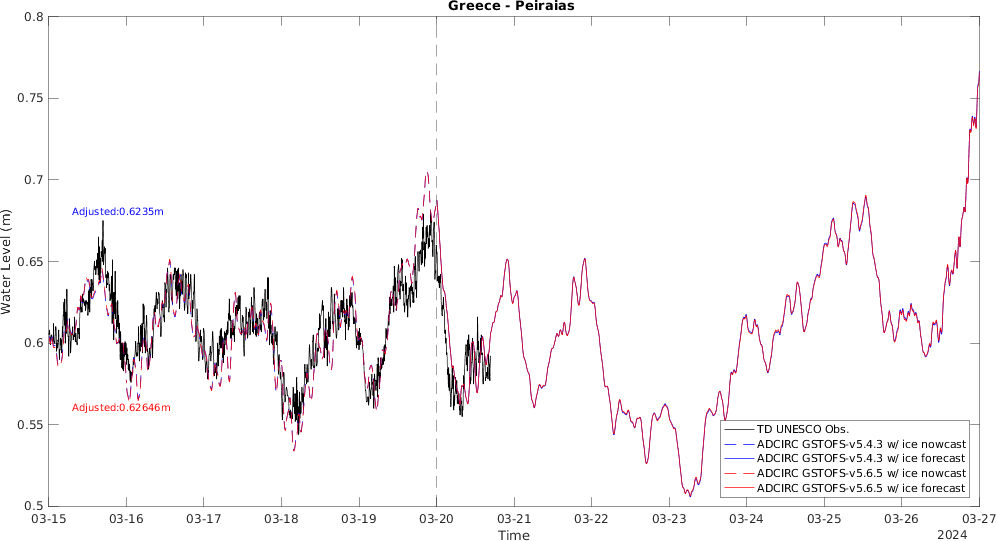 Greece - Peiraias
0.8
0.75
0.7
0.65
0.6
0.55
0.5
Water Level (m)
Adjusted:0.6235m
Adjusted:0.62646m
TD UNESCO Obs.
ADCIRC GSTOFS-v5.4.3 w/ ice nowcast
ADCIRC GSTOFS-v5.4.3 w/ ice forecast
ADCIRC GSTOFS-v5.6.5 w/ ice nowcast
ADCIRC GSTOFS-v5.6.5 w/ ice forecast
03-15 03-16 03-17 03-18 03-19 03-20 03-21 03-22 03-23 03-24 03-25 03-26 03-27
Time
2024